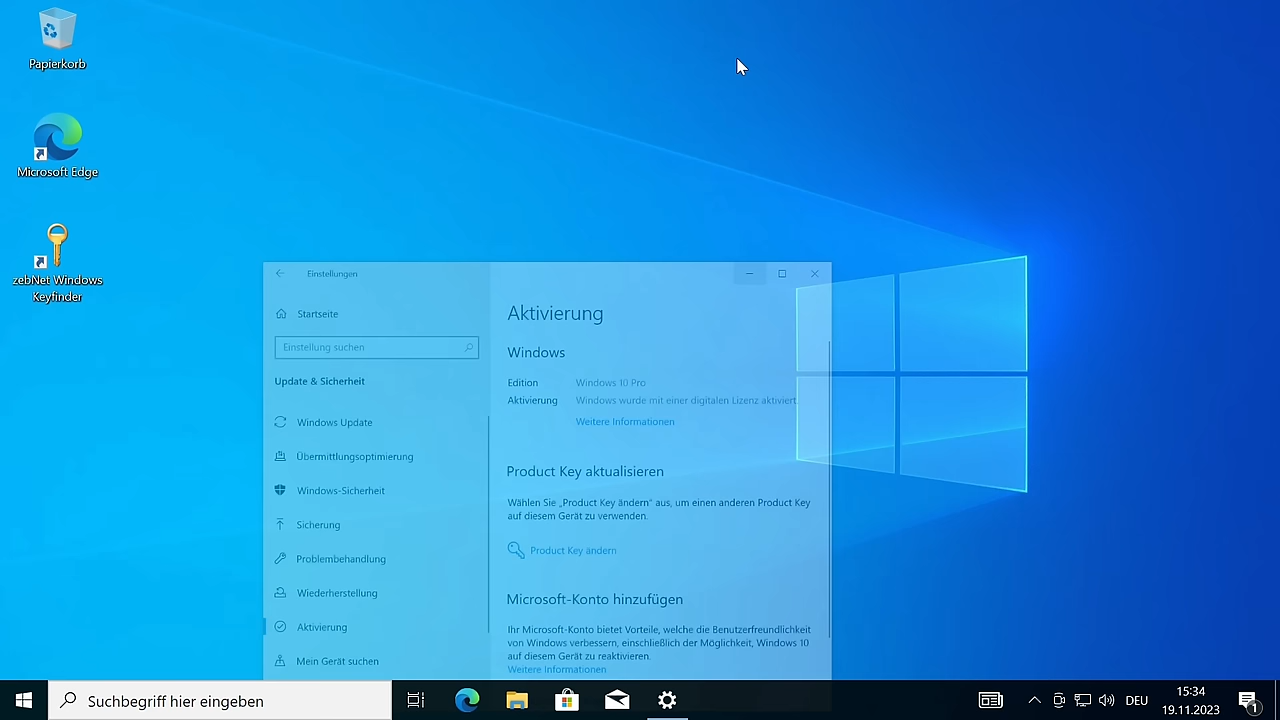 Papierkorb
Microsoft Edge
zebNet Windows
Keyfinder
Einstellungen
Startseite
Einstellung suchen
Update & Sicherheit
Windows Update
Übermittlungsoptimierung
Windows-Sicherheit
Sicherung
Problembehandlung
Wiederherstellung
Aktivierung
Mein Gerät suchen
Aktivierung
Windows
Edition Windows 10 Pro
Aktivierung Windows wurde mit einer digitalen Lizenz aktiviert
Weitere Informationen
Product Key aktualisieren
Wählen Sie „Product Key ändern“ aus, um einen anderen Product Key
auf diesem Gerät zu verwenden.
Product Key ändern
Microsoft-Konto hinzufügen
Ihr Microsoft-Konto bietet Vorteile, welche die Benutzerfreundlichkeit
von Windows verbessern, einschließlich der Möglichkeit, Windows 10
auf diesem Gerät zu reaktivieren.
Weitere Informationen
Suchbegriff hier eingeben
DEU
15:34
19.11.2023
1